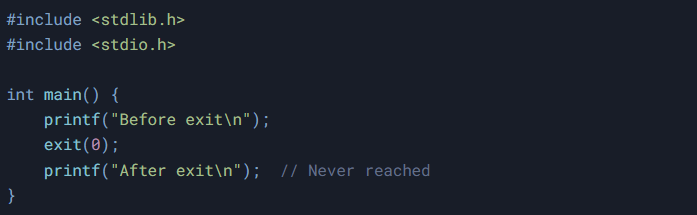 #include <stdlib.h>
#include <stdio.h>

int main() {
    printf("Before exit\n");
    exit(0);
    printf("After exit\n");  // Never reached
}